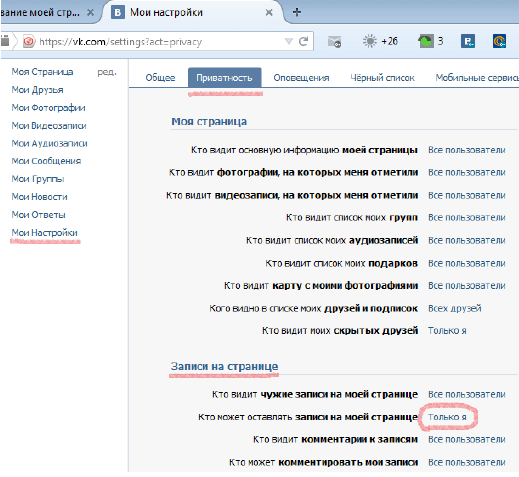 вание моей стр...
В Мои настройки
https://vk.com/settings?act=privacy
+26
3
Моя Страница ред.
Мои Друзья
Мои Фотографии
Мои Видеозаписи
Мои Аудиозаписи
Мои Сообщения
Мои Группы
Мои Новости
Мои Ответы
Мои Настройки
Общее Приватность Оповещения Чёрный список Мобильные сервисы
Моя страница
Кто видит основную информацию моей страницы Все пользователи
Кто видит фотографии, на которых меня отметили Все пользователи
Кто видит видеозаписи, на которых меня отметили Все пользователи
Кто видит список моих групп Все пользователи
Кто видит список моих аудиозаписей Все пользователи
Кто видит список моих подарков Все пользователи
Кто видит карту с моими фотографиями Все пользователи
Кого видно в списке моих друзей и подписок Всех друзей
Кто видит моих скрытых друзей Только я
Записи на странице
Кто видит чужие записи на моей странице Все пользователи
Кто может оставлять записи на моей странице Только я
Кто видит комментарии к записям Все пользователи
Кто может комментировать мои записи Все пользователи